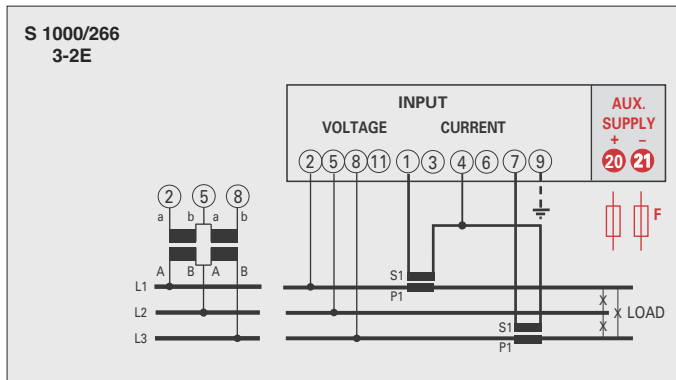 S 1000/266
3-2E
INPUT
VOLTAGE CURRENT
2 5 8 11 1 3 4 6 7 9
AUX.
SUPPLY
+ –
20 21
F
2 5 8
a b a b
A B A B
L1
L2
L3
S1
P1
S1
P1
X
X
X
LOAD